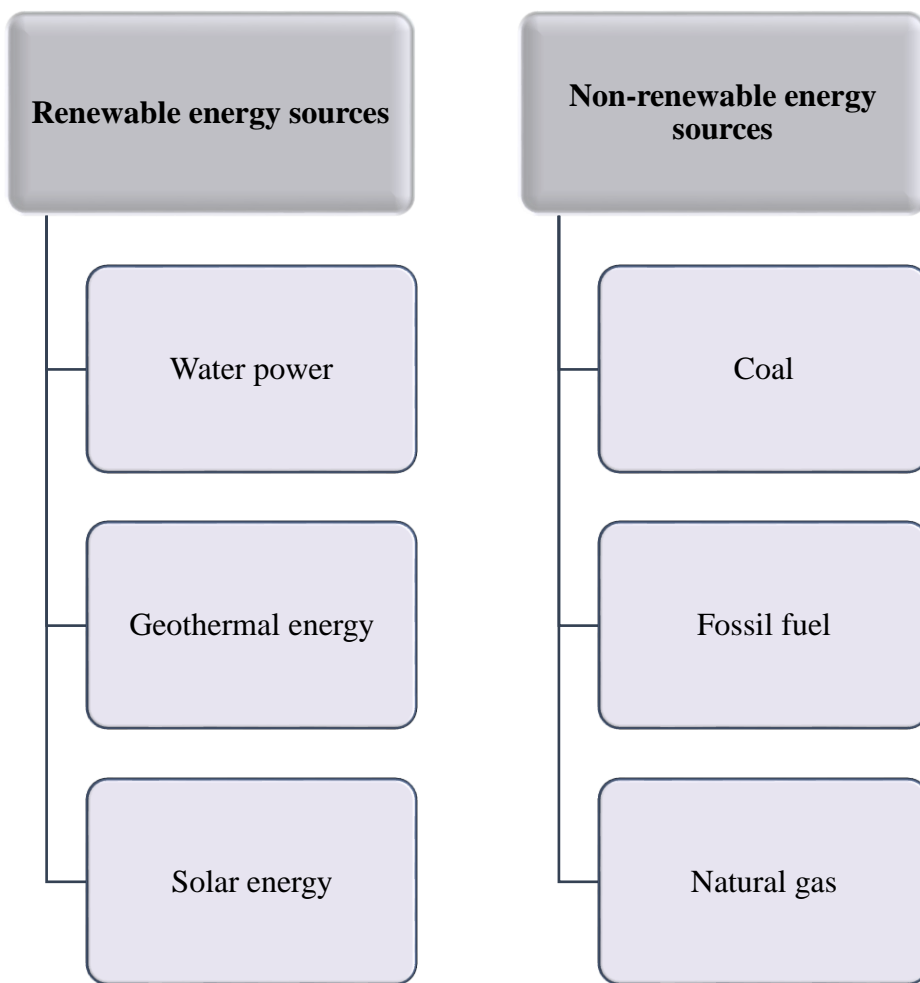 Renewable energy sources
Water power
Geothermal energy
Solar energy
Non-renewable energy
sources
Coal
Fossil fuel
Natural gas